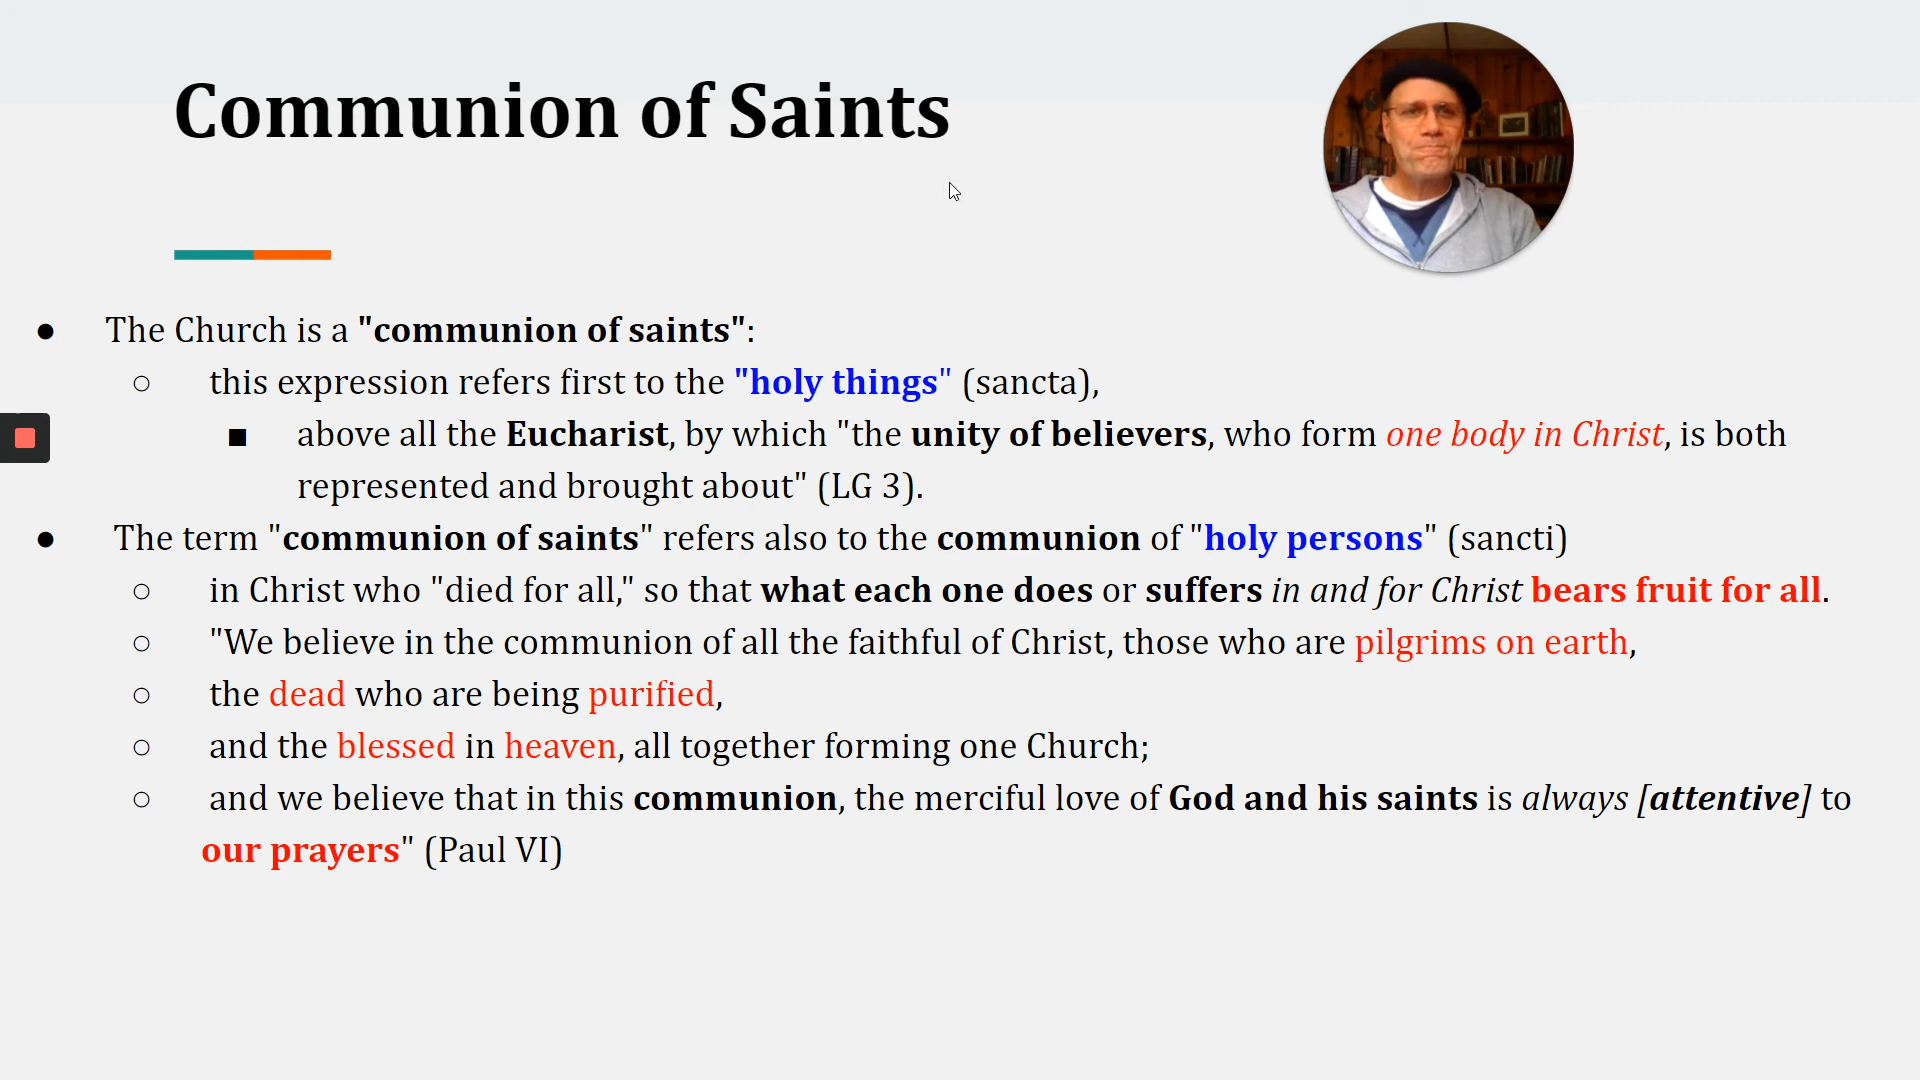 Communion of Saints
● The Church is a "communion of saints":
○ this expression refers first to the "holy things" (sancta),
■ above all the Eucharist, by which "the unity of believers, who form one body in Christ, is both
represented and brought about" (LG 3).
● The term "communion of saints" refers also to the communion of "holy persons" (sancti)
○ in Christ who "died for all," so that what each one does or suffers in and for Christ bears fruit for all.
○ "We believe in the communion of all the faithful of Christ, those who are pilgrims on earth,
○ the dead who are being purified,
○ and the blessed in heaven, all together forming one Church;
○ and we believe that in this communion, the merciful love of God and his saints is always [attentive] to
our prayers" (Paul VI)